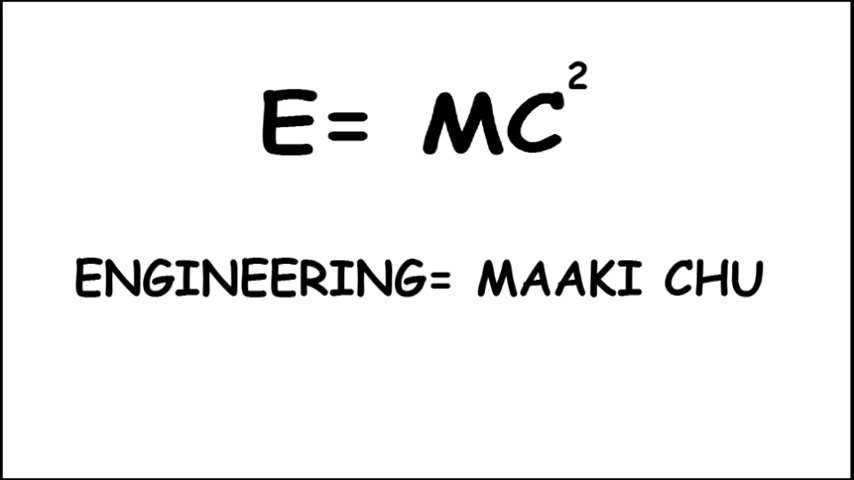 E= MC²
ENGINEERING= MAAKI CHU